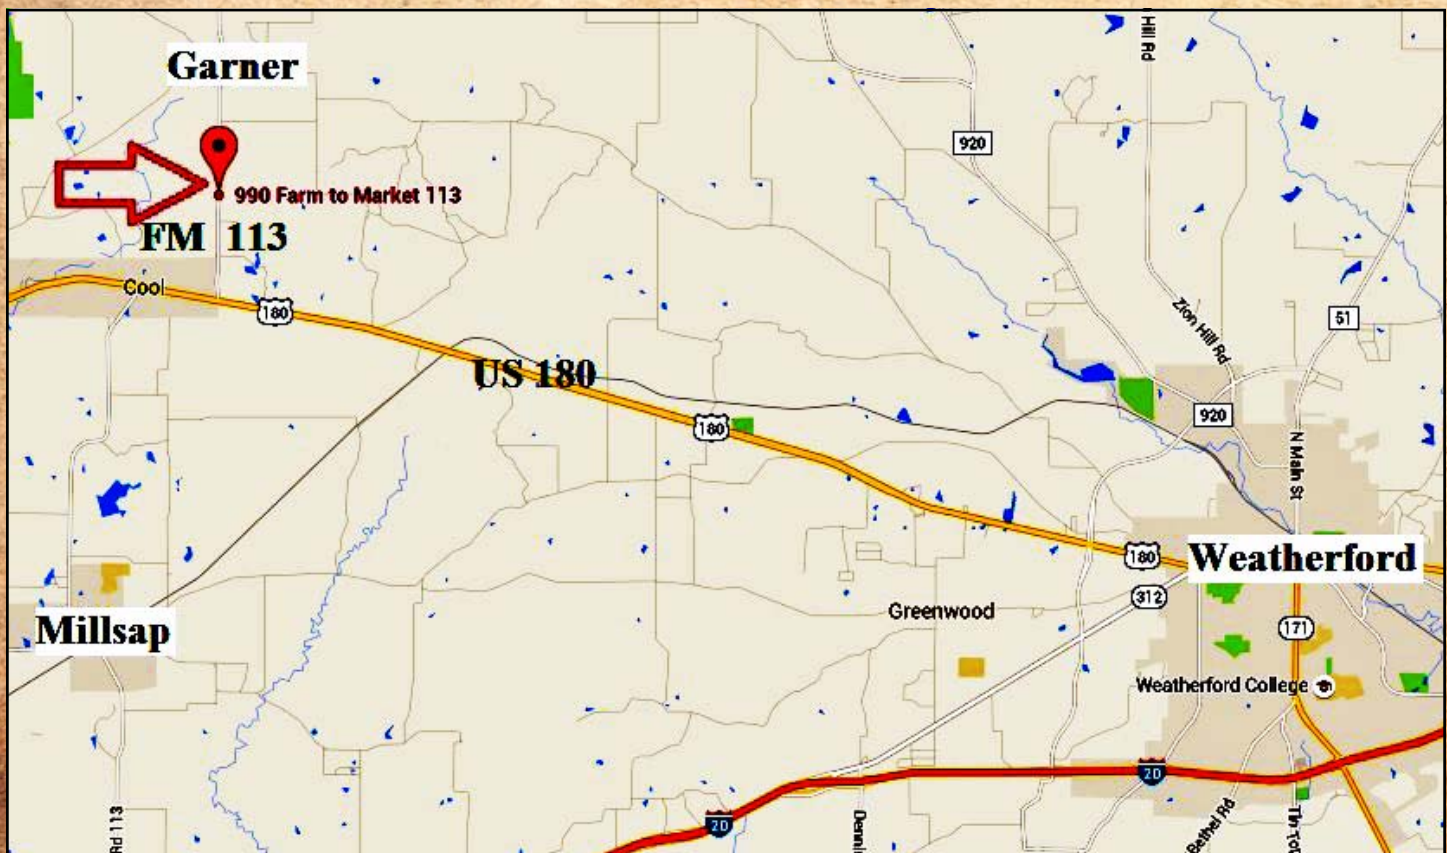 Garner
Hill Rd
920
990 Farm to Market 113
FM 113
Cool
180
Zion Hill Rd
51
US 180
920
180
N Main St
180
Weatherford
312
Greenwood
171
Millsap
Weatherford College
20
20
Rd 113
Bethel Rd